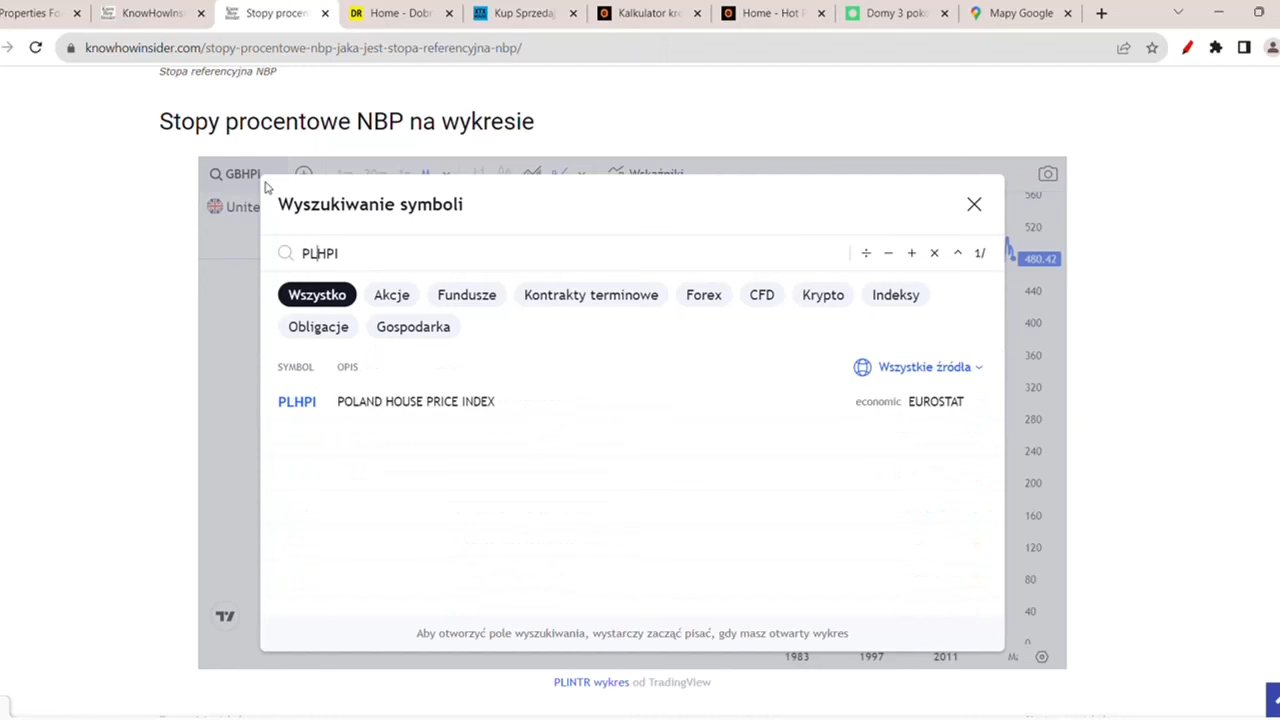 Properties Fo
KnowHowInsi
Stopy procen
DR Home - Dob
Kup Sprzedaj
Kalkulator kre
Home - Hot
Domy 3 poko
Mapy Google
knowhowinsider.com/stopy-procentowe-nbp-jaka-jest-stopa-referencyjna-nbp/
Stopa referencyjna NBP
Stopy procentowe NBP na wykresie
GBHPI
Wskaźniki
Unite
560
Wyszukiwanie symboli
520
PLHPI
1/
480.42
Wszystko Akcje Fundusze Kontrakty terminowe Forex CFD Krypto Indeksy
440
Obligacje Gospodarka
400
SYMBOL OPIS Wszystkie źródła
360
320
PLHPI POLAND HOUSE PRICE INDEX economic EUROSTAT
280
240
200
160
120
80
40
0
Aby otworzyć pole wyszukiwania, wystarczy zacząć pisać, gdy masz otwarty wykres
1983 1997 2011
PLINTR wykres od TradingView